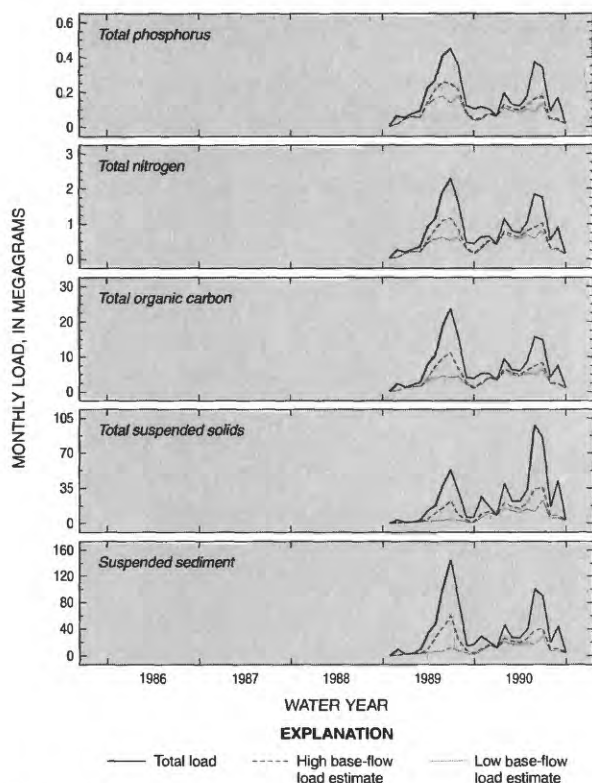 MONTHLY LOAD, IN MEGAGRAMS
Total phosphorus
0.6
0.4
0.2
0
Total nitrogen
3
2
1
0
Total organic carbon
30
20
10
0
Total suspended solids
105
70
35
0
Suspended sediment
160
120
80
40
0
1986 1987 1988 1989 1990
WATER YEAR
EXPLANATION
Total load High base-flow load estimate Low base-flow load estimate